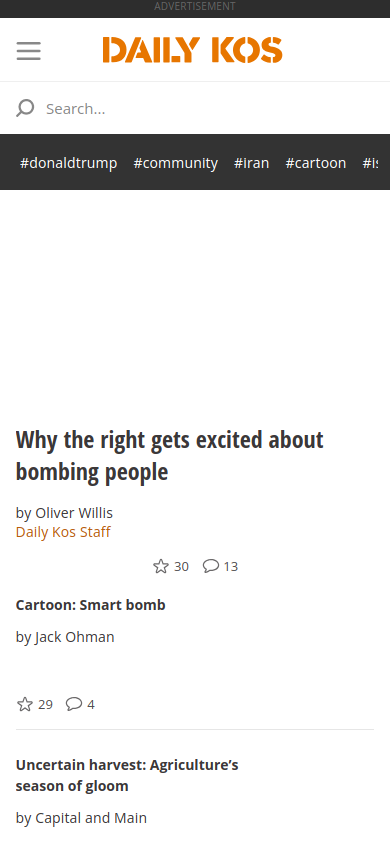 ADVERTISEMENT
DAILY KOS
Search...
#donaldtrump #community #iran #cartoon
Why the right gets excited about
bombing people
by Oliver Willis
Daily Kos Staff
30 13
Cartoon: Smart bomb
by Jack Ohman
29 4
Uncertain harvest: Agriculture’s
season of gloom
by Capital and Main